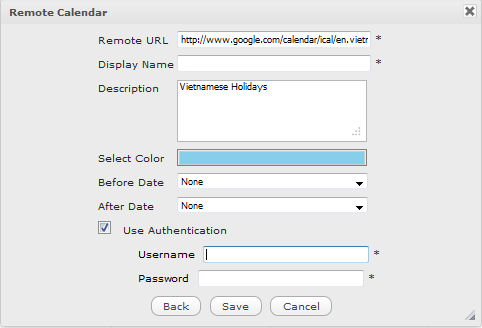 Remote Calendar
Remote URL http://www.google.com/calendar/ical/en.vietn *
Display Name *
Description Vietnamese Holidays
Select Color
Before Date None
After Date None
Use Authentication
Username *
Password *
Back Save Cancel